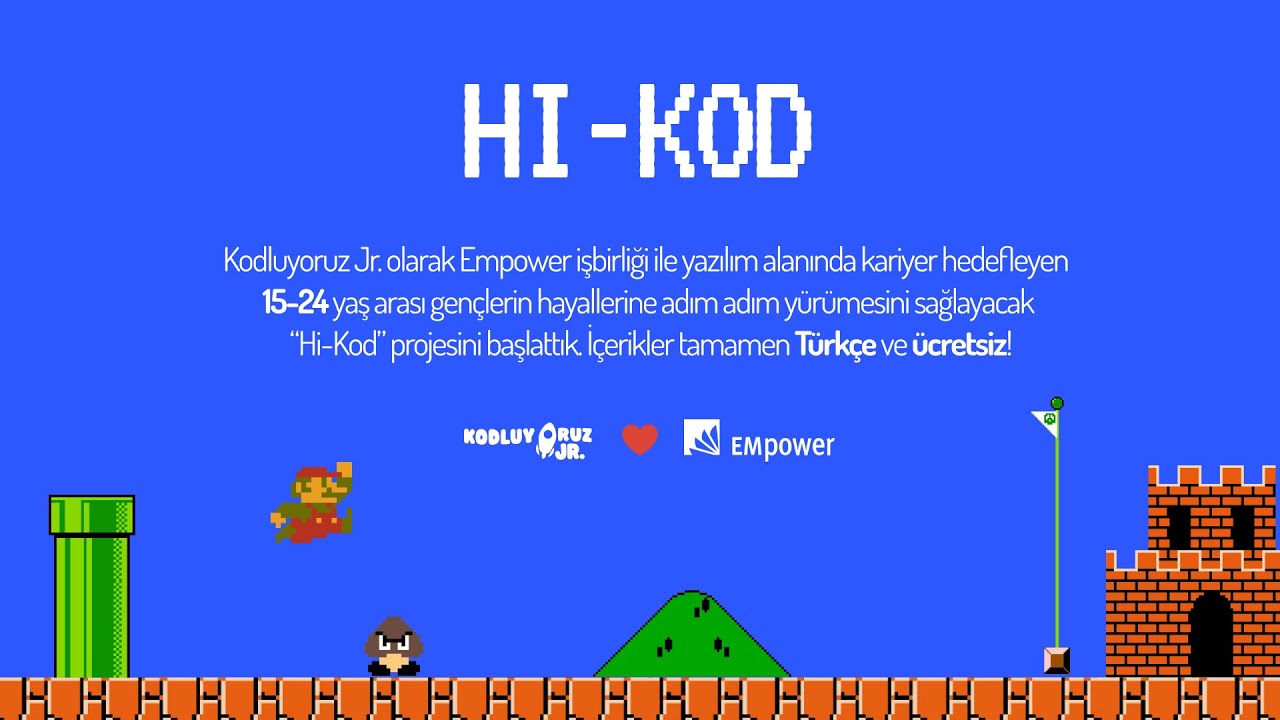 HI-KOD
Kodluyoruz Jr. olarak Empower işbirliği ile yazılım alanında kariyer hedefleyen
15-24 yaş arası gençlerin hayallerine adım adım yürümesini sağlayacak
“Hi-Kod” projesini başlattık. İçerikler tamamen Türkçe ve ücretsiz!
KODLUYORUZ JR.
EMpower